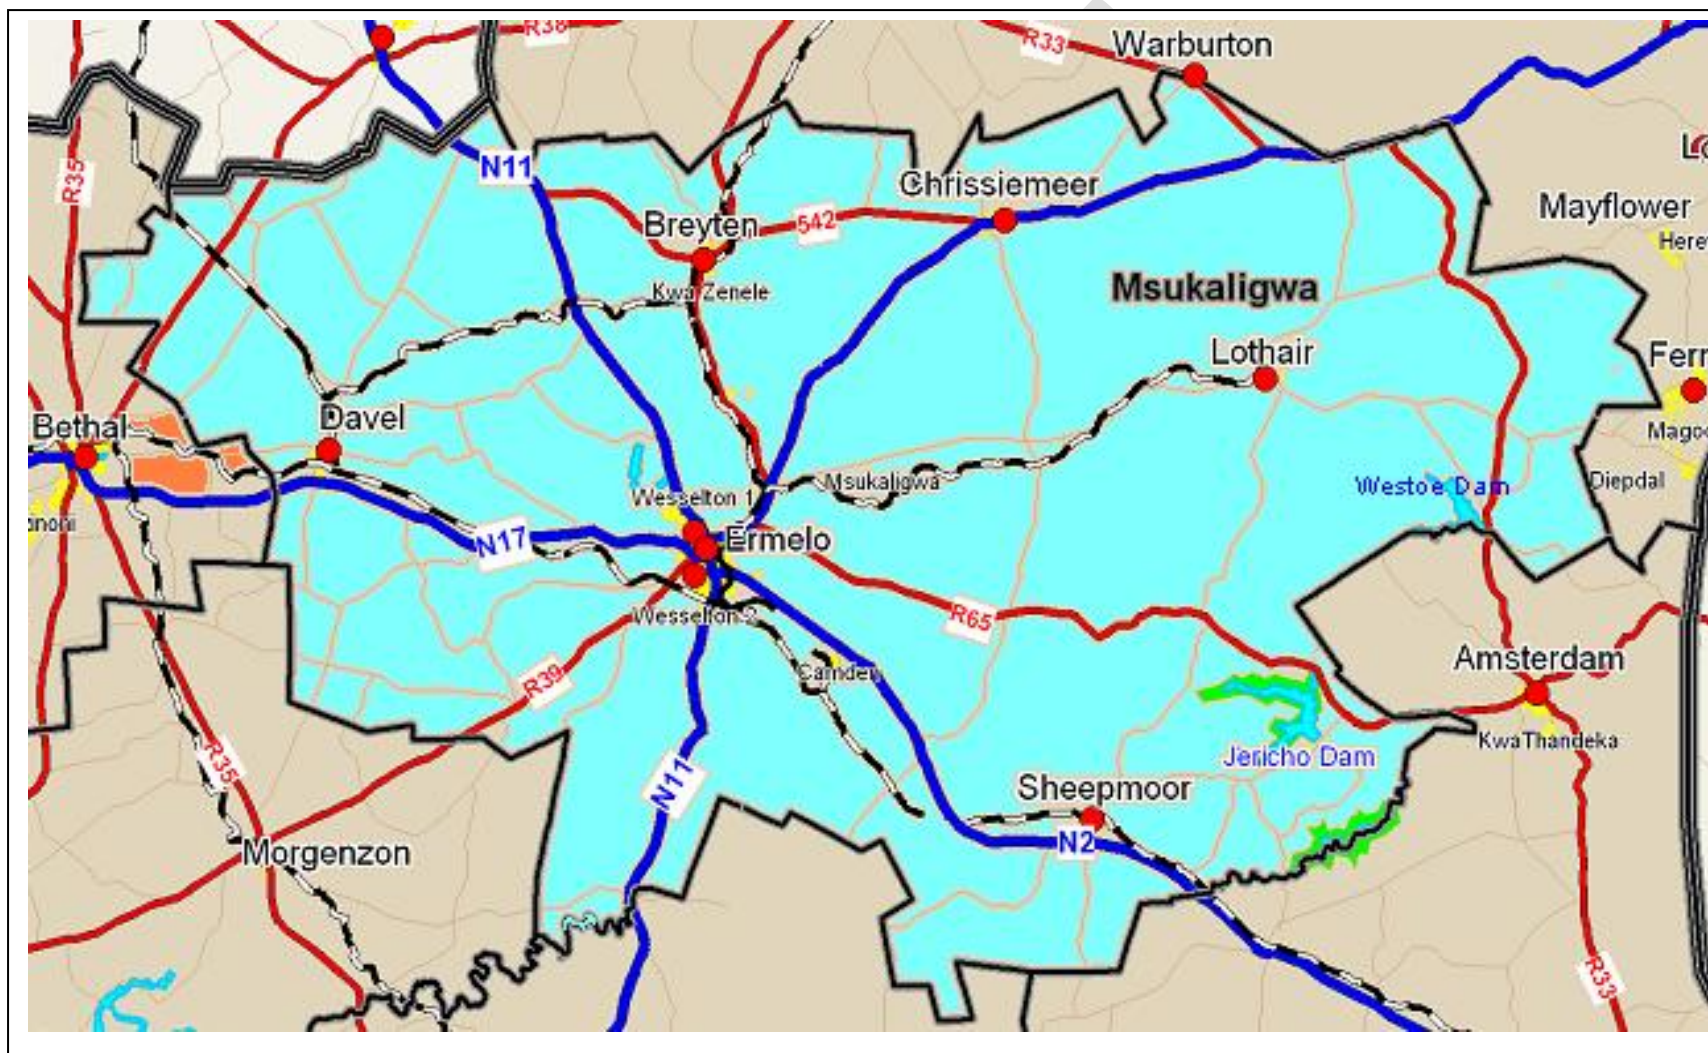 R38
R33
Warburton
N11
R35
Chrissiemeer
Mayflower
Breyten
542
Kwa Zenele
Msukaligwa
Lothair
Davel
Bethal
Msukaligwa
Westoe Dam
Diepdal
Wesselton 1
N17
Ermelo
Wesselton 2
R65
Camden
R39
Amsterdam
KwaThandeka
Jericho Dam
R35
N11
Sheepmoor
N2
Morgenzon
R33